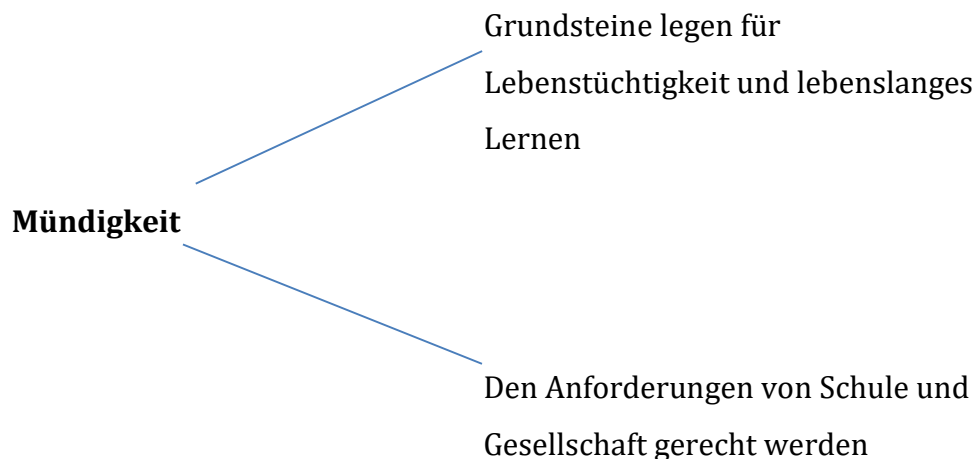 Grundsteine legen für
Lebenstüchtigkeit und lebenslanges
Lernen
Mündigkeit
Den Anforderungen von Schule und
Gesellschaft gerecht werden